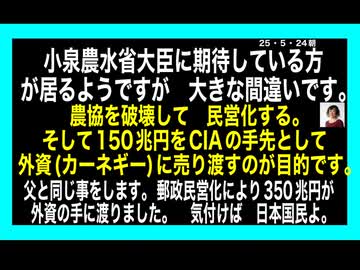 25・5・24朝
小泉農水省大臣に期待している方
が居るようですが　大きな間違いです。
農協を破壊して　民営化する。
そして150兆円をCIAの手先として
外資(カーネギー)に売り渡すのが目的です。
父と同じ事をします。郵政民営化により350兆円が
外資の手に渡りました。　気付けば　日本国民よ。